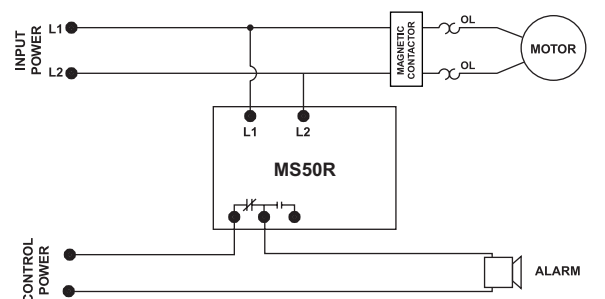 INPUT
POWER
L1
L2
MAGNETIC
CONTACTOR
OL
OL
MOTOR
L1
L2
MS50R
CONTROL
POWER
ALARM